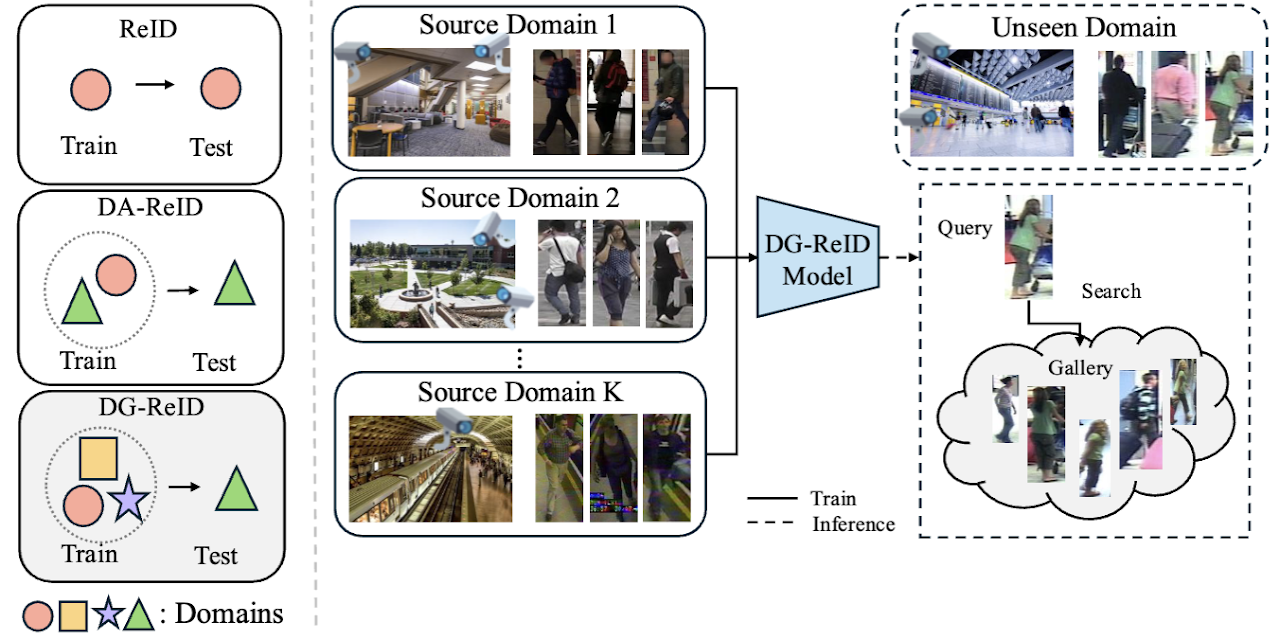 ReID
Train
Test
DA-ReID
Train
Test
DG-ReID
Train
Test
: Domains
Source Domain 1
Source Domain 2
Source Domain K
DG-ReID
Model
Unseen Domain
Query
Search
Gallery
Train
Inference